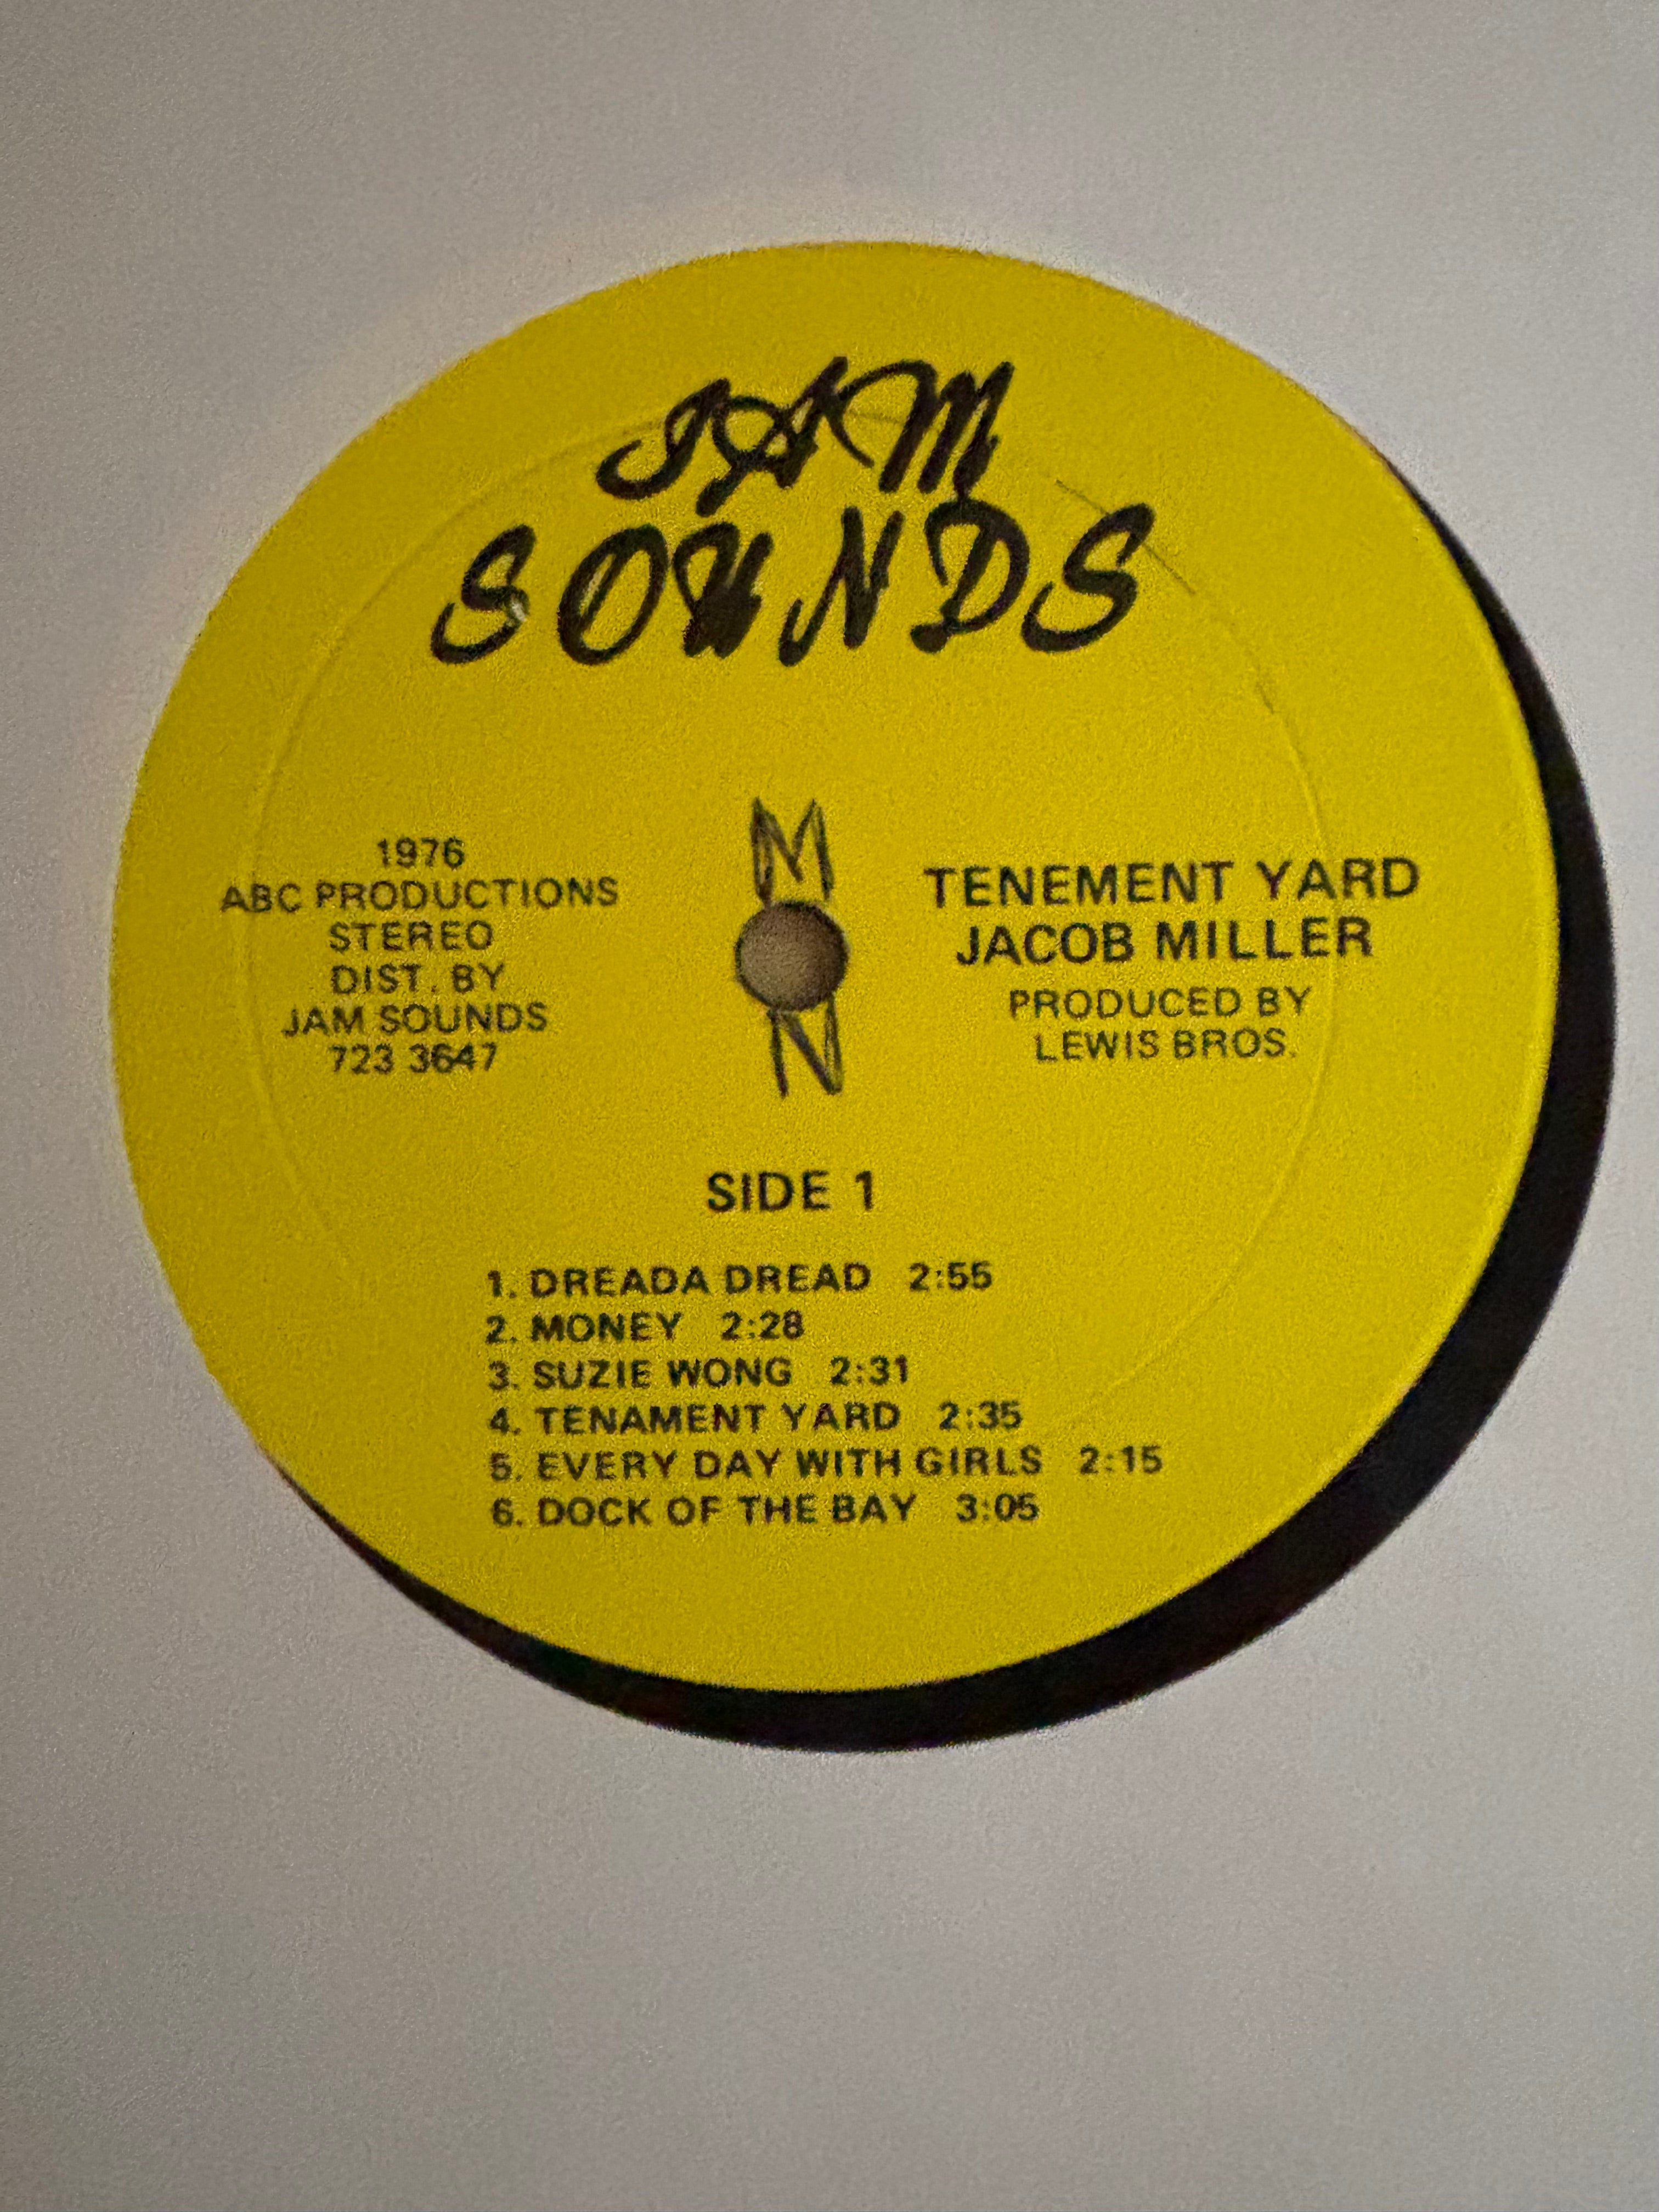 JAM
SOUNDS
M
N
1976
ABC PRODUCTIONS
STEREO
DIST. BY
JAM SOUNDS
723 3647
TENEMENT YARD
JACOB MILLER
PRODUCED BY
LEWIS BROS.
SIDE 1
1. DREADA DREAD 2:55
2. MONEY 2:28
3. SUZIE WONG 2:31
4. TENAMENT YARD 2:35
5. EVERY DAY WITH GIRLS 2:15
6. DOCK OF THE BAY 3:05